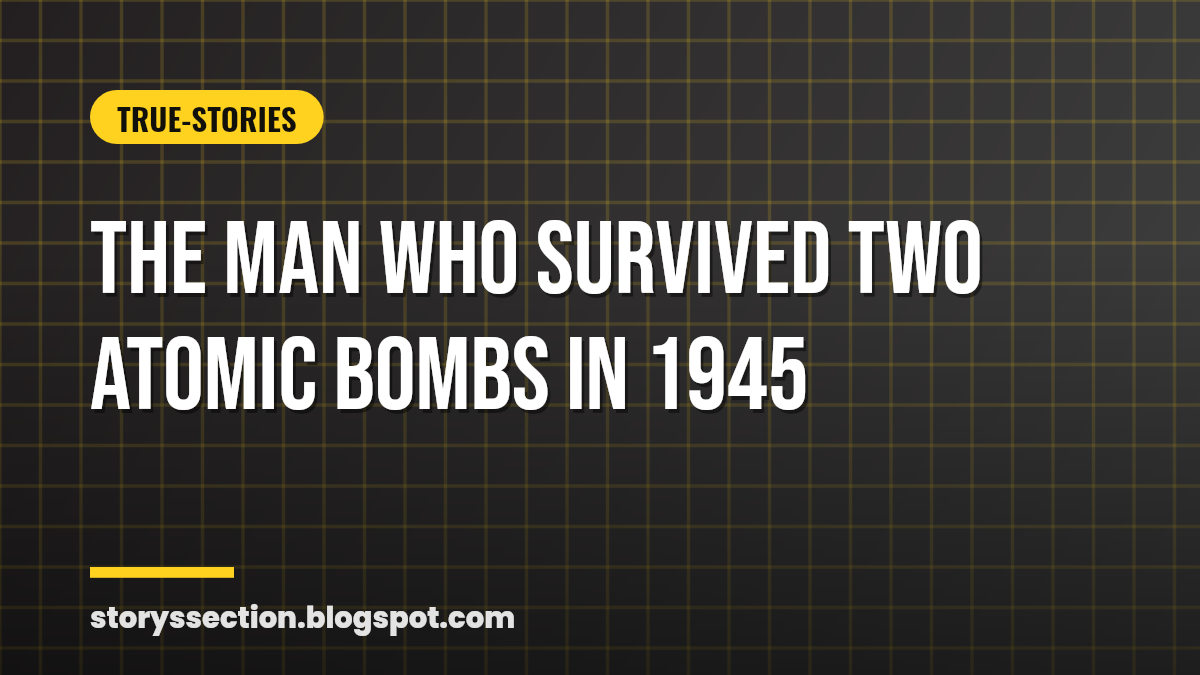 TRUE-STORIES
THE MAN WHO SURVIVED TWO
ATOMIC BOMBS IN 1945
storyssection.blogspot.com